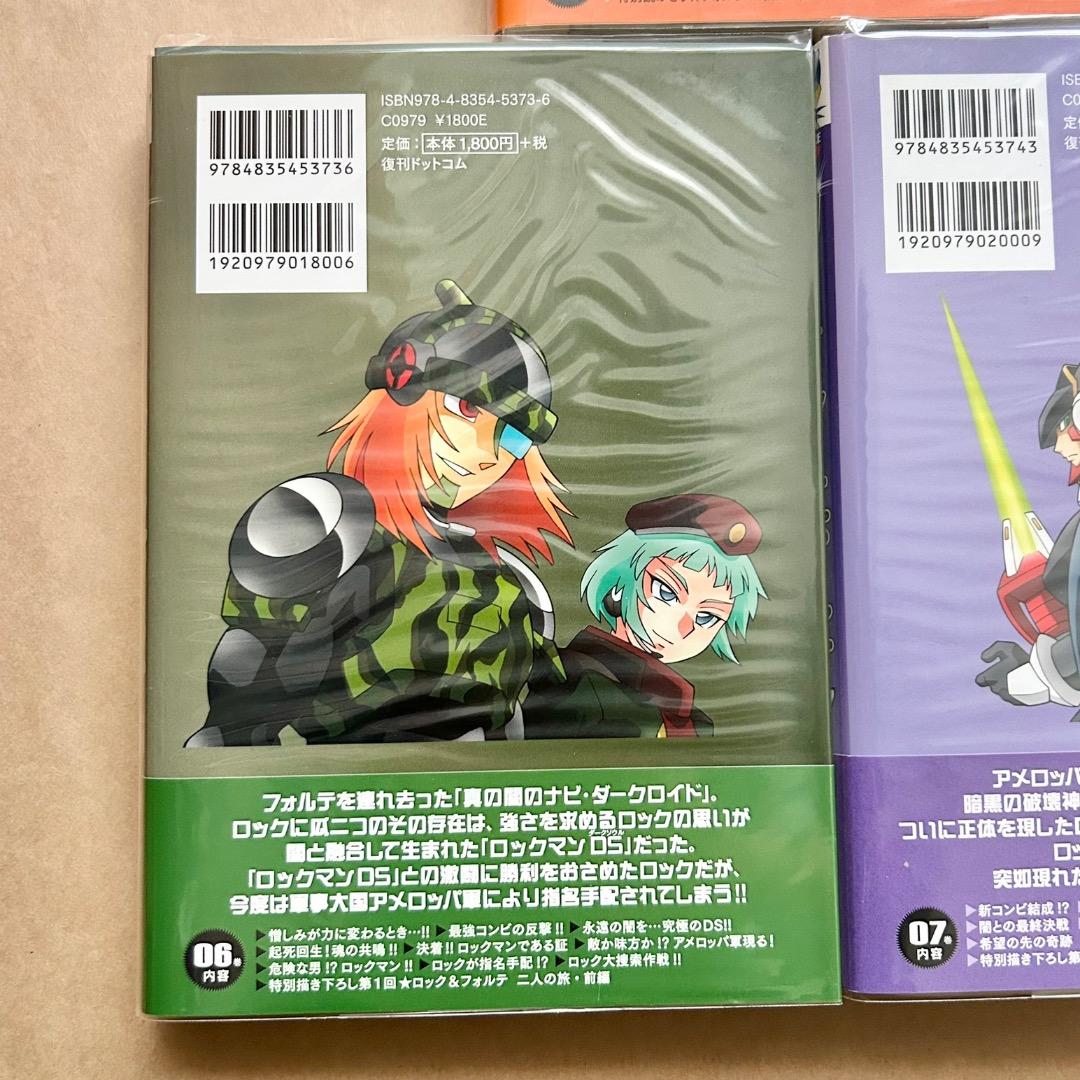 ISBN978-4-8354-5373-6
C0979 ¥1800E
定価：本体1,800円+税
復刊ドットコム
9784835453736
1920979018006
フォルテを連れ去った「真の闇のナビ・ダークロイド」。
ロックに瓜二つのその存在は、強さを求めるロックの思いが
ダークソウル
闇と融合して生まれた「ロックマンDS」だった。
「ロックマンDS」との激闘に勝利をおさめたロックだが、
今度は軍事大国アメロッパ軍により指名手配されてしまう!!
06巻
内容
▶憎しみが力に変わるとき…!! ▶最強コンビの反撃!! ▶永遠の闇を…究極のDS!!
▶起死回生!魂の共鳴!! ▶決着!!ロックマンである証 ▶敵か味方か!?アメロッパ軍現る!
▶危険な男!?ロックマン!! ▶ロックが指名手配!? ▶ロック大捜索作戦!!
▶特別描き下ろし第1回★ロック&フォルテ 二人の旅・前編
ISB
C0
定
復
9784835453743
1920979020009
アメロッパ
暗黒の破壊神
ついに正体を現した
ロッ
突如現れた
07巻
内容
▶新コンビ結成!?
▶闇との最終決戦
▶希望の先の奇跡
▶特別描き下ろし第